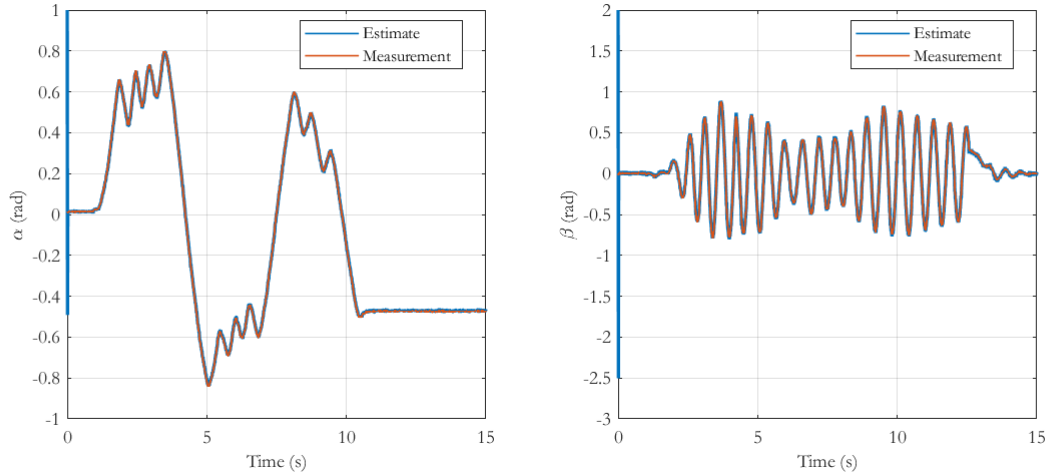 1
0.8
0.6
0.4
0.2
0
-0.2
-0.4
-0.6
-0.8
-1
α (rad)
0 5 10 15
Time (s)
Estimate
Measurement
2
1.5
1
0.5
0
-0.5
-1
-1.5
-2
-2.5
-3
β (rad)
0 5 10 15
Time (s)
Estimate
Measurement